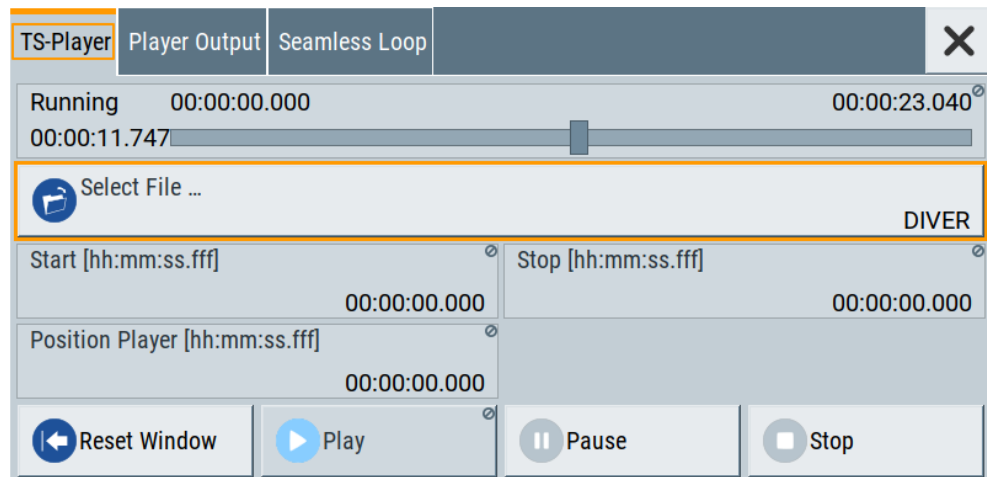 TS-Player Player Output Seamless Loop
Running 00:00:00.000 00:00:23.040
00:00:11.747
Select File ...
DIVER
Start [hh:mm:ss.fff] Stop [hh:mm:ss.fff]
00:00:00.000 00:00:00.000
Position Player [hh:mm:ss.fff]
00:00:00.000
Reset Window Play Pause Stop